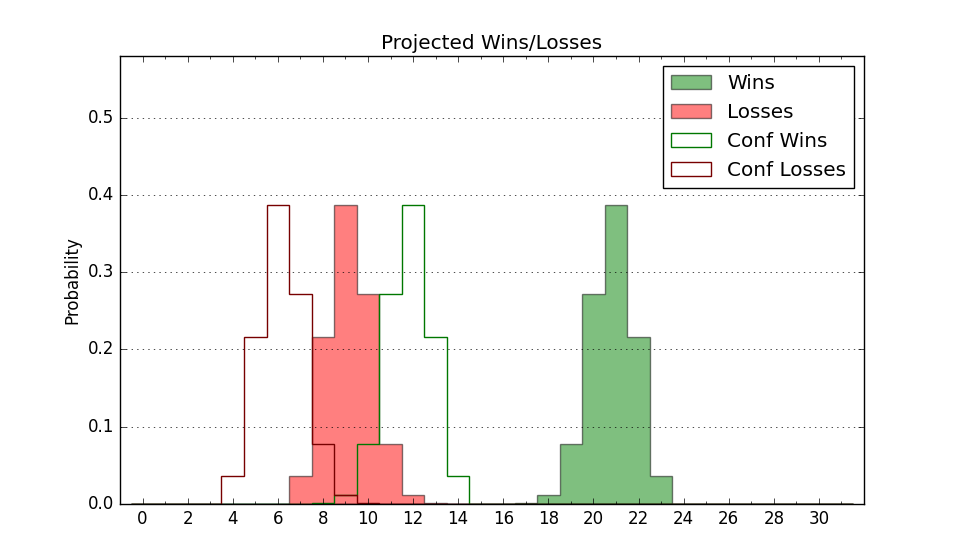 Projected Wins/Losses
Wins
Losses
Conf Wins
Conf Losses
Probability
0.5
0.4
0.3
0.2
0.1
0.0
0 2 4 6 8 10 12 14 16 18 20 22 24 26 28 30